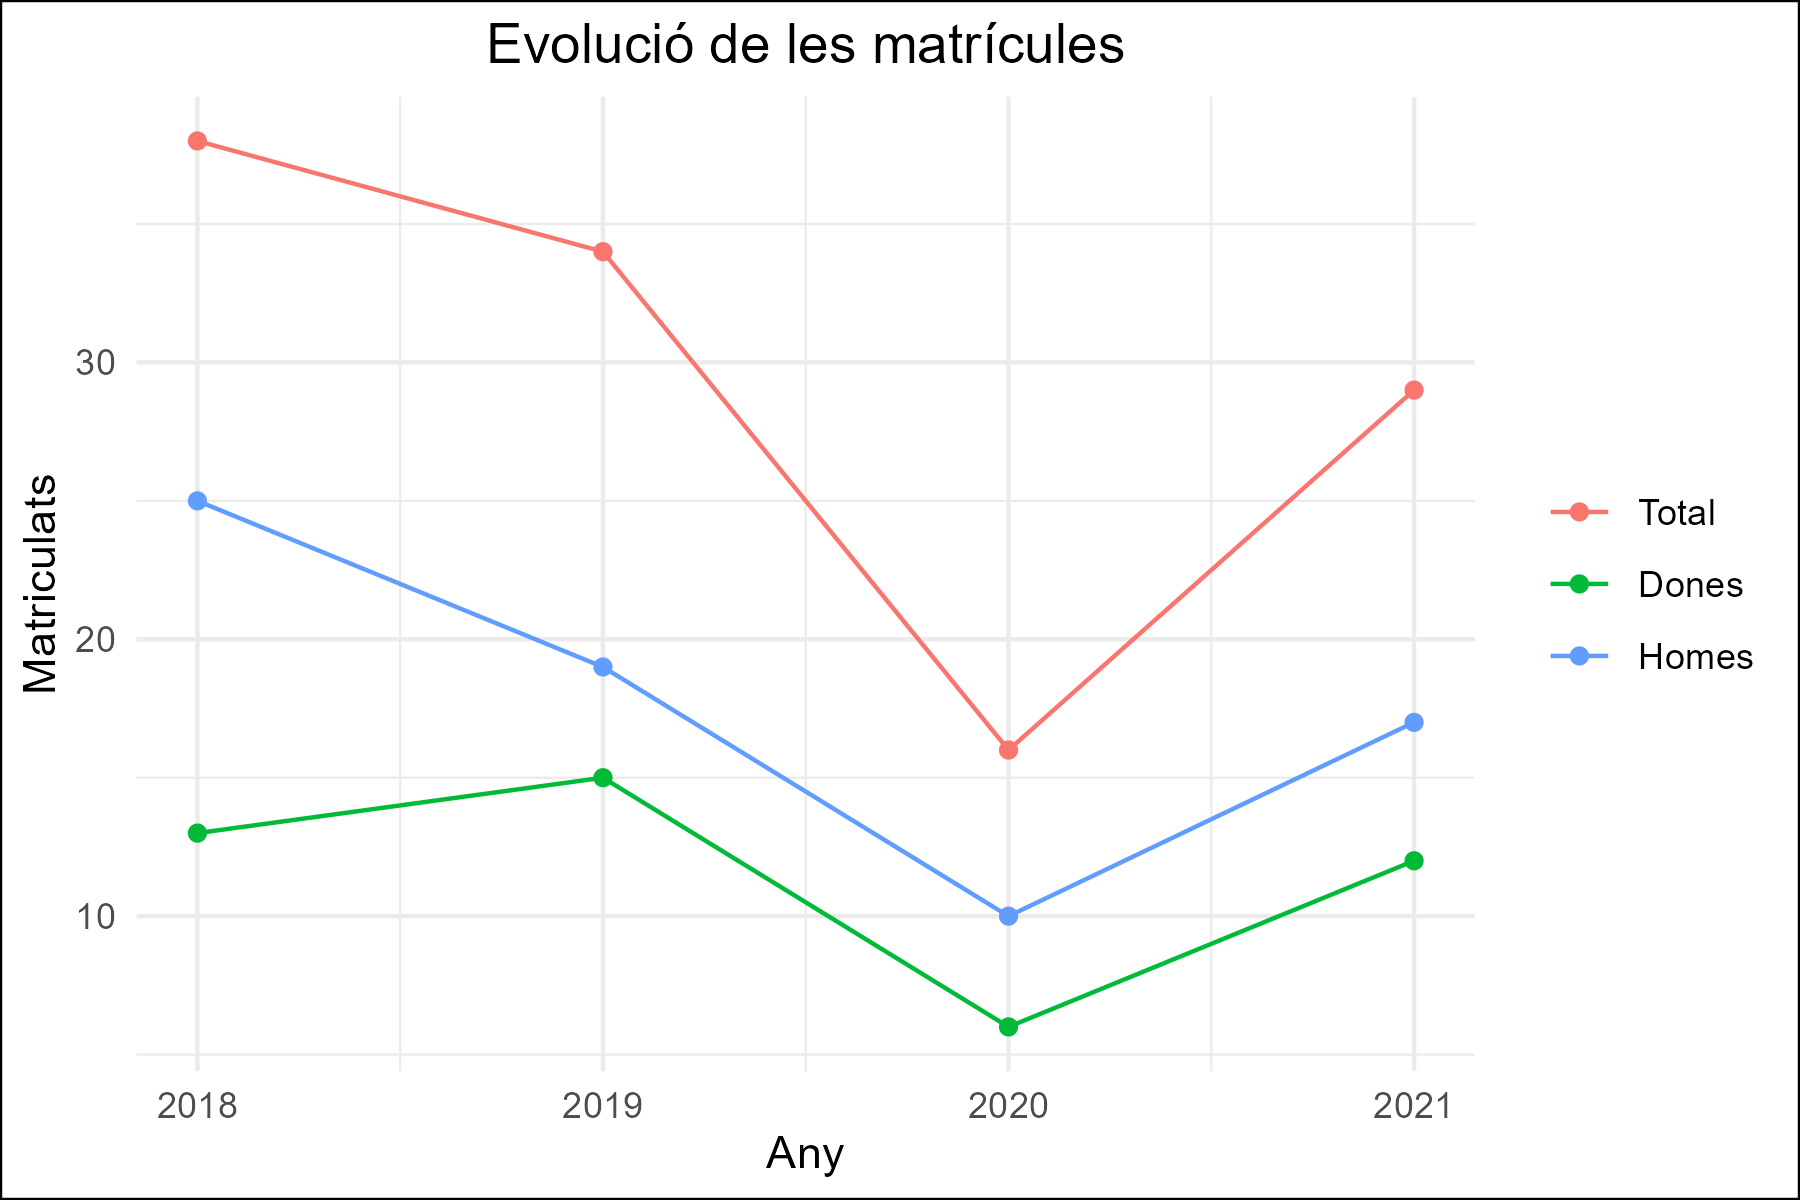 Evolució de les matrícules
Matriculats
30
20
10
2018
2019
2020
2021
Any
Total
Dones
Homes